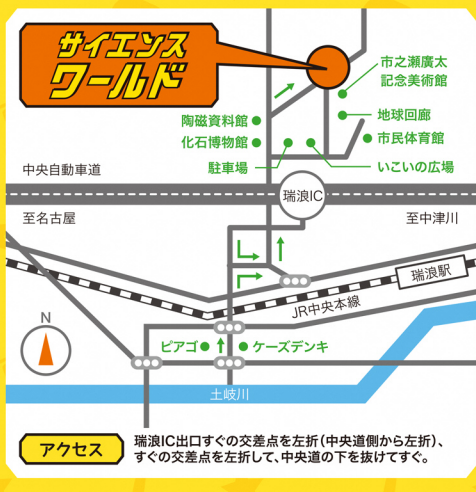 サイエンス
ワールド
市之瀬廣太
記念美術館
陶磁資料館
地球回廊
化石博物館
市民体育館
駐車場
いこいの広場
中央自動車道
瑞浪IC
至名古屋
至中津川
瑞浪駅
JR中央本線
N
ピアゴ
ケーズデンキ
土岐川
アクセス
瑞浪IC出口すぐの交差点を左折(中央道側から左折)、
すぐの交差点を左折して、中央道の下を抜けてすぐ。